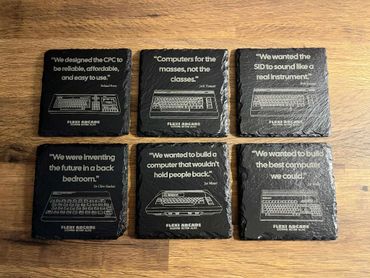 “We designed the CPC to
be reliable, affordable,
and easy to use.”
FLEXI ARCADE
“Computers for the
masses, not the
classes.”
Jack Tramiel
FLEXI ARCADE
“We wanted the
SID to sound like a
real instrument.”
FLEXI ARCADE
“We were inventing
the future in a back
bedroom.”
Sir Clive Sinclair
FLEXI ARCADE
“We wanted to build a
computer that wouldn’t
hold people back.”
Jay Miner
FLEXI ARCADE
“We wanted to build
the best computer
we could.”
FLEXI ARCADE